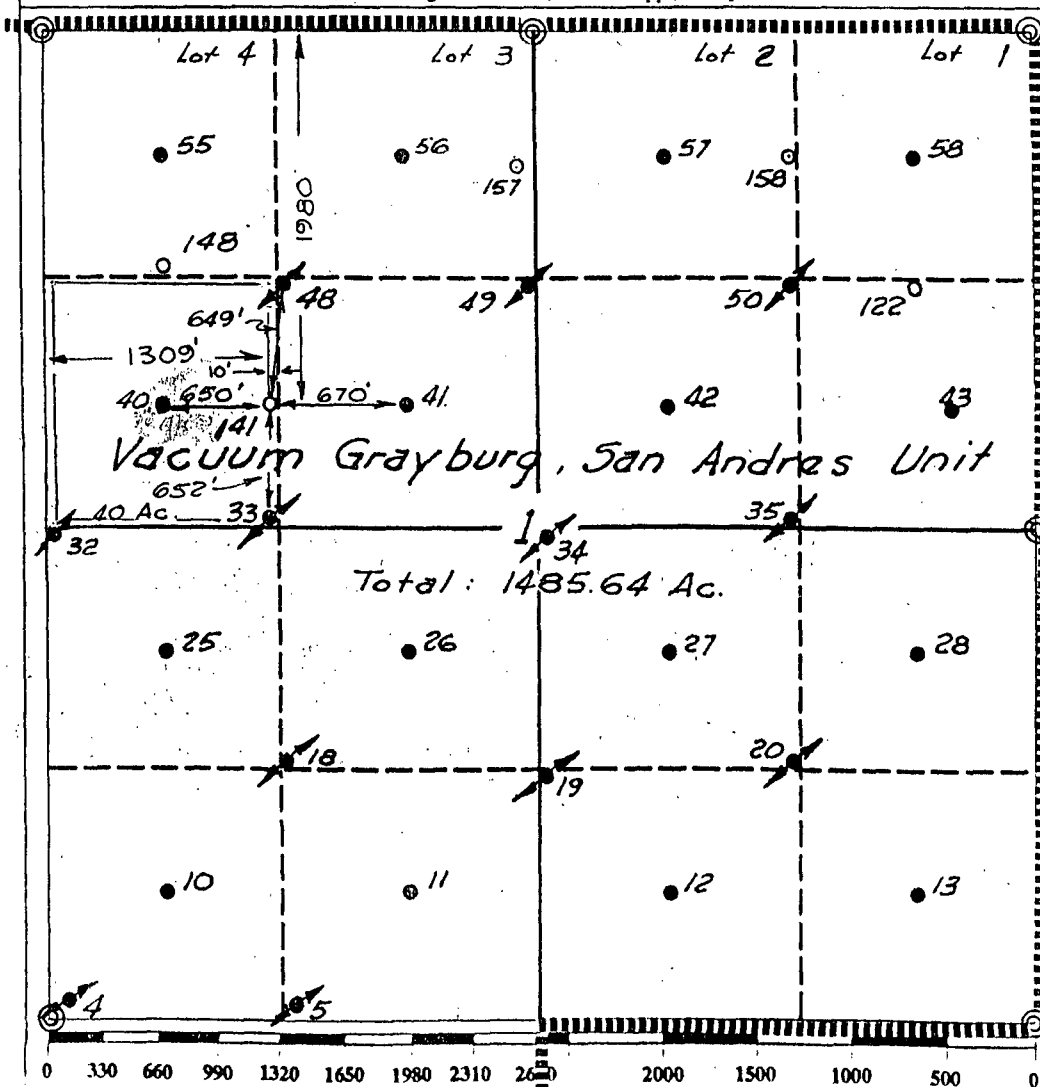 Lot 4 Lot 3 Lot 2 Lot 1
55 56 57 58
157 158
1980
148
48 49 50 122
649'
1309'
10'
40 650' 670' 41 42 43
141
Vacuum Grayburg, San Andres Unit
652'
40 Ac. 33 35
32 1 34
Total: 1485.64 Ac.
25 26 27 28
18 19 20
10 11 12 13
4 5
0 330 660 990 1320 1650 1980 2310 2640 2000 1500 1000 500 0